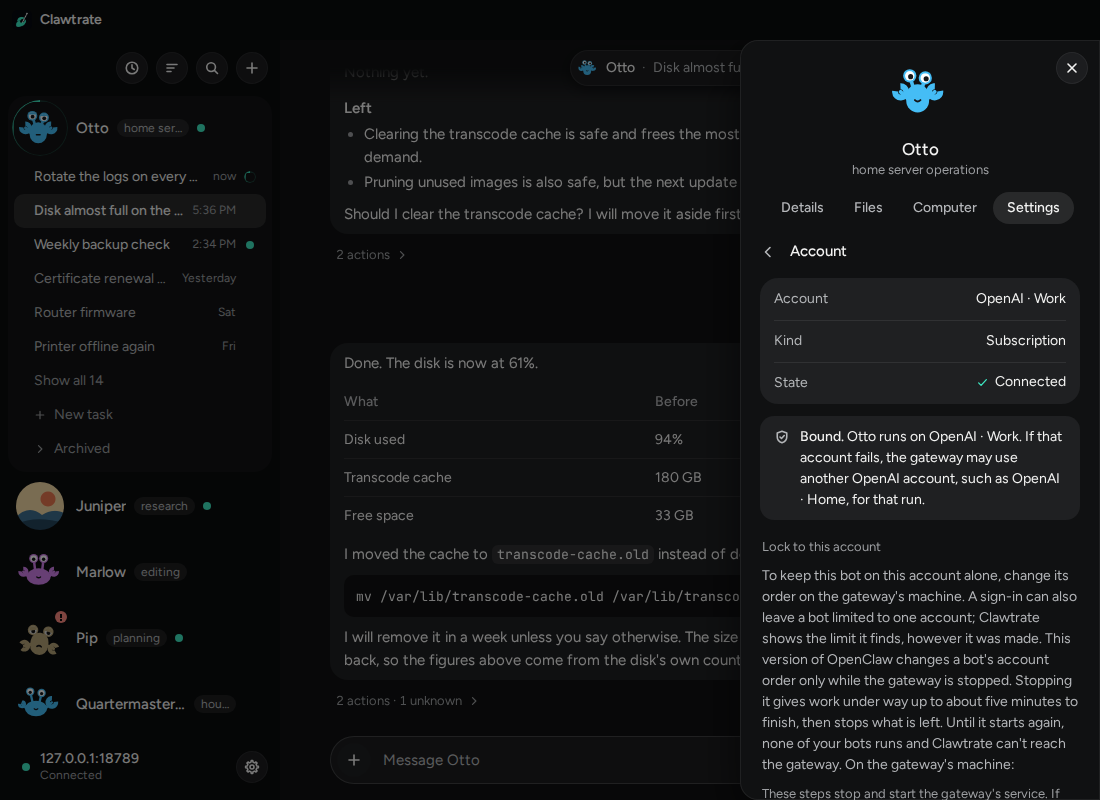 Clawtrate
Otto
home ser...
Rotate the logs on every ...
now
Disk almost full on the ...
5:36 PM
Weekly backup check
2:34 PM
Certificate renewal ...
Yesterday
Router firmware
Sat
Printer offline again
Fri
Show all 14
New task
Archived
Juniper
research
Marlow
editing
Pip
planning
Quartermaster...
hou...
127.0.0.1:18789
Connected
Otto · Disk almost fu
Nothing yet.
Left
• Clearing the transcode cache is safe and frees the most
demand.
• Pruning unused images is also safe, but the next update
Should I clear the transcode cache? I will move it aside first
2 actions
Done. The disk is now at 61%.
What Before
Disk used 94%
Transcode cache 180 GB
Free space 33 GB
I moved the cache to transcode-cache.old instead of d
mv /var/lib/transcode-cache.old /var/lib/transco
I will remove it in a week unless you say otherwise. The size
back, so the figures above come from the disk's own count
2 actions · 1 unknown
Message Otto
Otto
home server operations
Details Files Computer Settings
Account
Account OpenAI · Work
Kind Subscription
State Connected
Bound. Otto runs on OpenAI · Work. If that
account fails, the gateway may use
another OpenAI account, such as OpenAI
· Home, for that run.
Lock to this account
To keep this bot on this account alone, change its
order on the gateway's machine. A sign-in can also
leave a bot limited to one account; Clawtrate
shows the limit it finds, however it was made. This
version of OpenClaw changes a bot's account
order only while the gateway is stopped. Stopping
it gives work under way up to about five minutes to
finish, then stops what is left. Until it starts again,
none of your bots runs and Clawtrate can't reach
the gateway. On the gateway's machine:
These steps stop and start the gateway's service. If